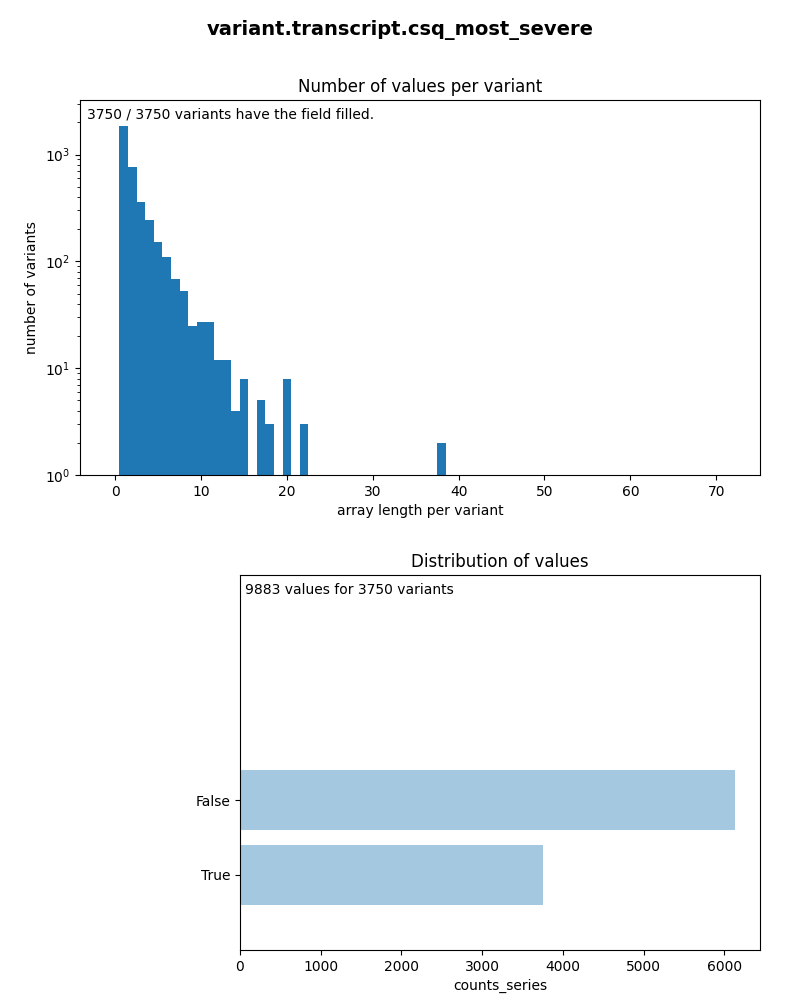 variant.transcript.csq_most_severe
Number of values per variant
3750 / 3750 variants have the field filled.
number of variants
10³
10²
10¹
10⁰
0 10 20 30 40 50 60 70
array length per variant
Distribution of values
9883 values for 3750 variants
False
True
0 1000 2000 3000 4000 5000 6000
counts_series